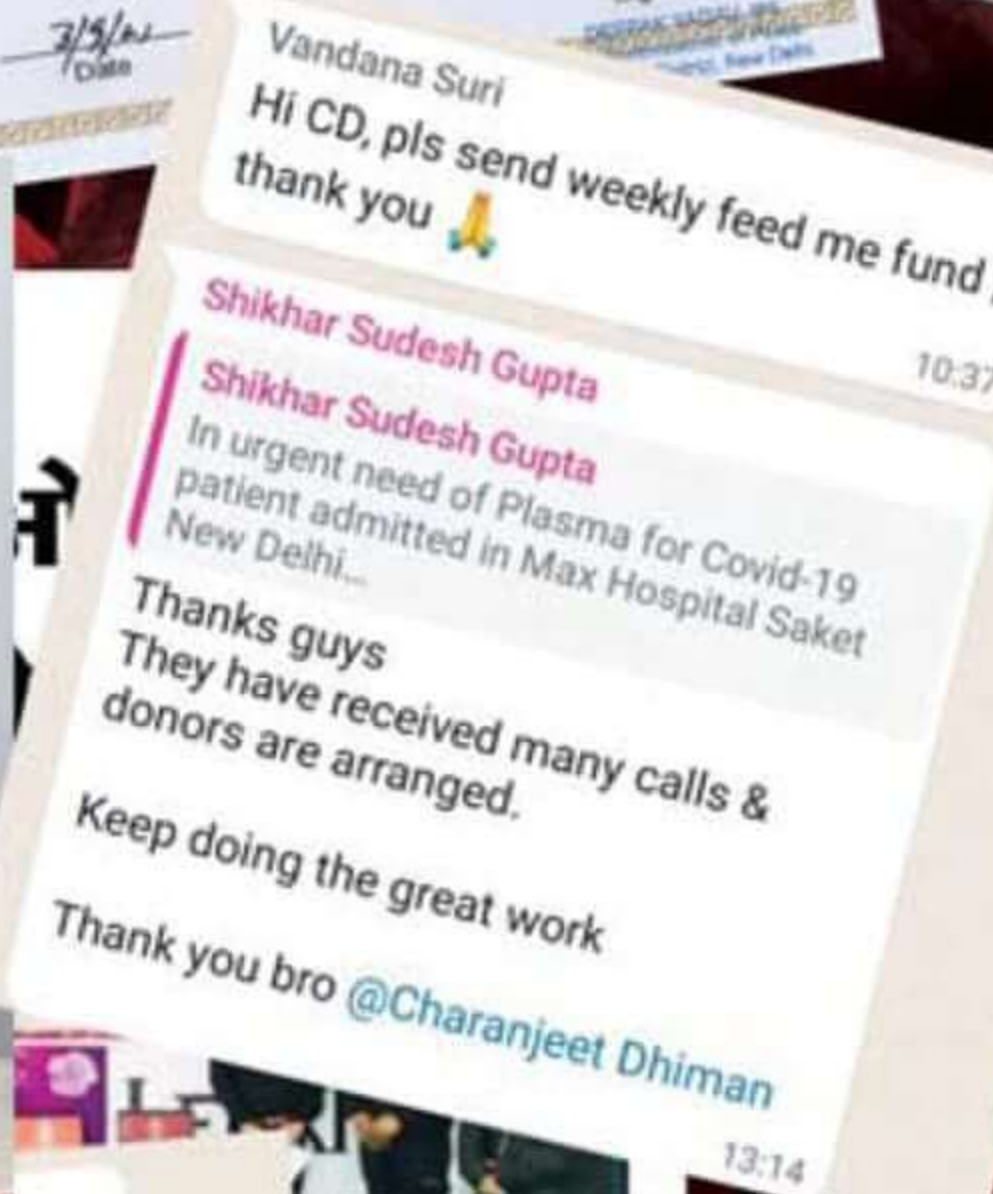 Date
New Delhi
Vandana Suri
Hi CD, pls send weekly feed me fund
thank you 🙏
10:37
Shikhar Sudesh Gupta
Shikhar Sudesh Gupta
In urgent need of Plasma for Covid-19
patient admitted in Max Hospital Saket
New Delhi...
Thanks guys
They have received many calls &
donors are arranged.
Keep doing the great work
Thank you bro @Charanjeet Dhiman
13:14